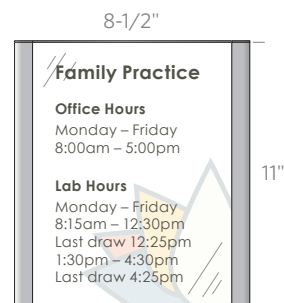 8-1/2"
Family Practice
Office Hours
Monday – Friday
8:00am – 5:00pm
11"
Lab Hours
Monday – Friday
8:15am – 12:30pm
Last draw 12:25pm
1:30pm – 4:30pm
Last draw 4:25pm